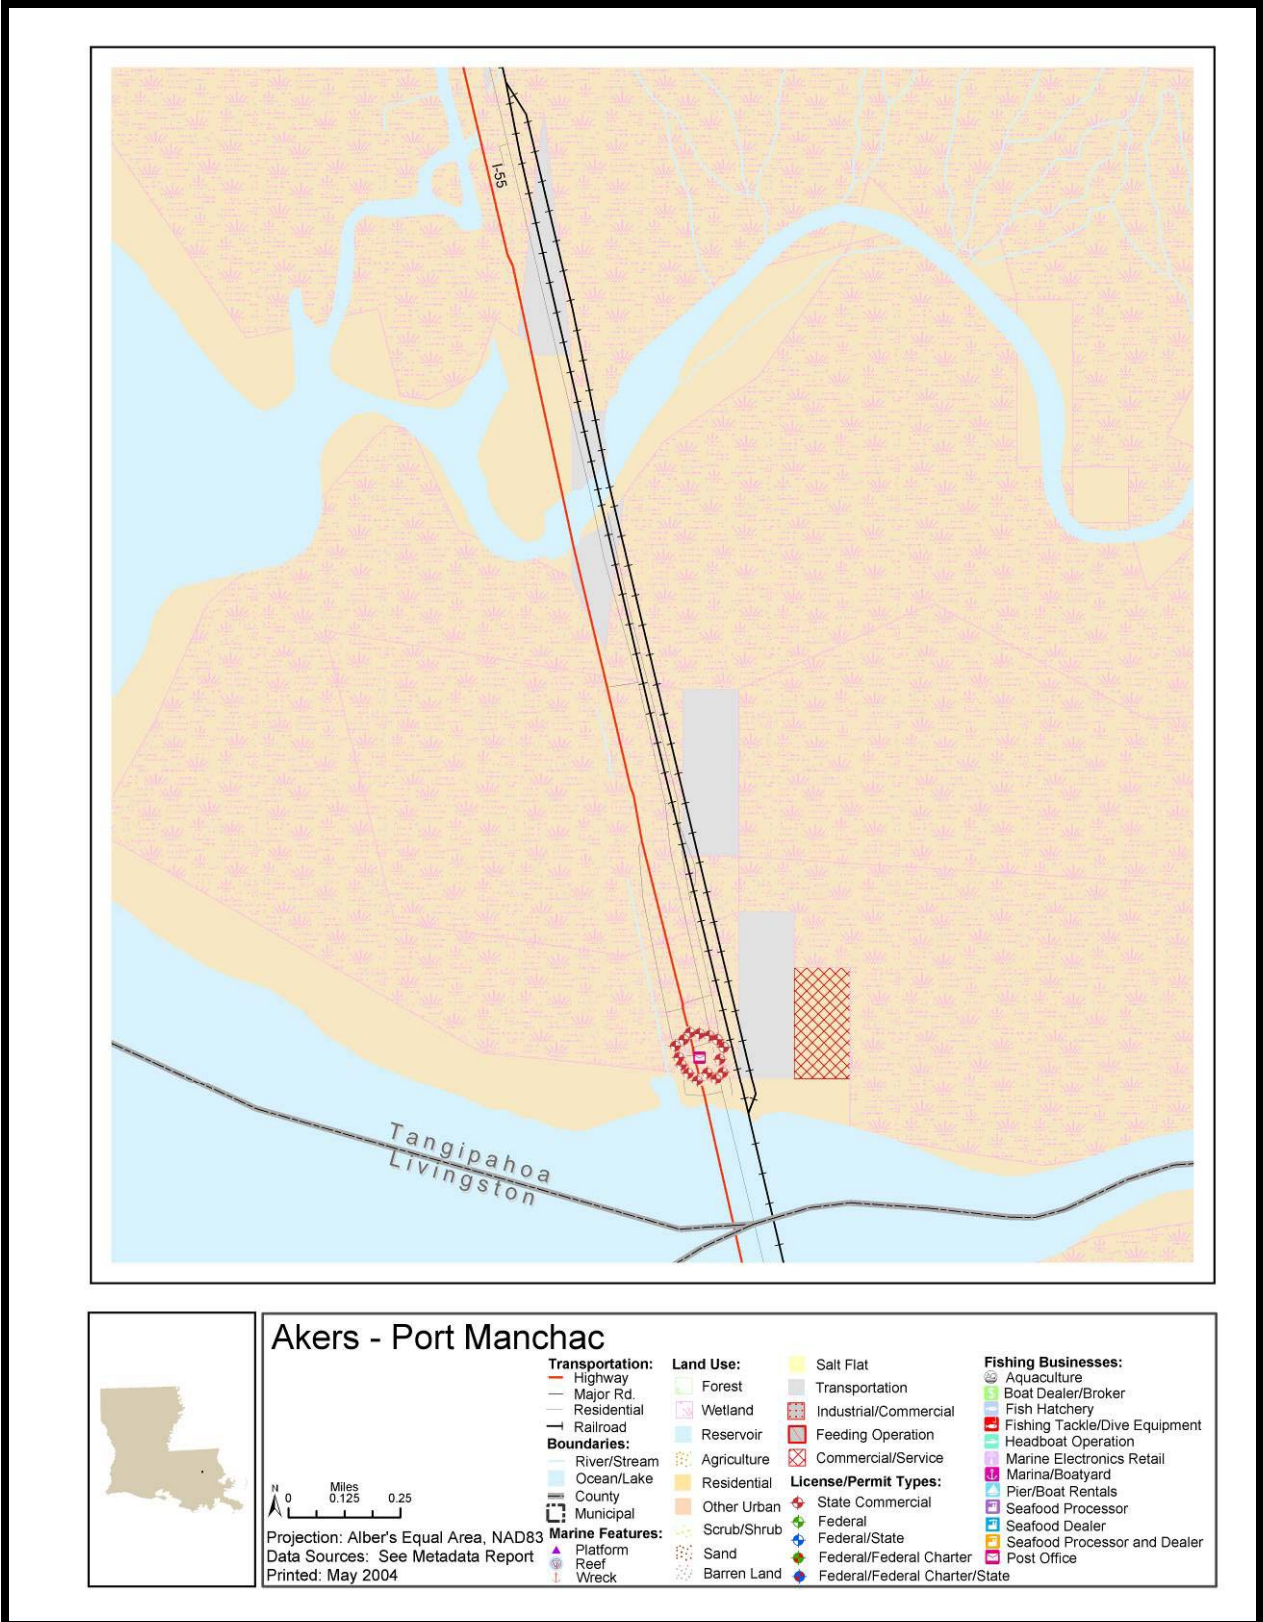 I-55
Tangipahoa
Livingston
Akers - Port Manchac
N
Miles
0 0.125 0.25
Projection: Alber's Equal Area, NAD83
Data Sources: See Metadata Report
Printed: May 2004
Transportation:
Highway
Major Rd.
Residential
Railroad
Boundaries:
River/Stream
Ocean/Lake
County
Municipal
Marine Features:
Platform
Reef
Wreck
Land Use:
Forest
Wetland
Reservoir
Agriculture
Residential
Other Urban
Scrub/Shrub
Sand
Barren Land
Salt Flat
Transportation
Industrial/Commercial
Feeding Operation
Commercial/Service
License/Permit Types:
State Commercial
Federal
Federal/State
Federal/Federal Charter
Federal/Federal Charter/State
Fishing Businesses:
Aquaculture
Boat Dealer/Broker
Fish Hatchery
Fishing Tackle/Dive Equipment
Headboat Operation
Marine Electronics Retail
Marina/Boatyard
Pier/Boat Rentals
Seafood Processor
Seafood Dealer
Seafood Processor and Dealer
Post Office